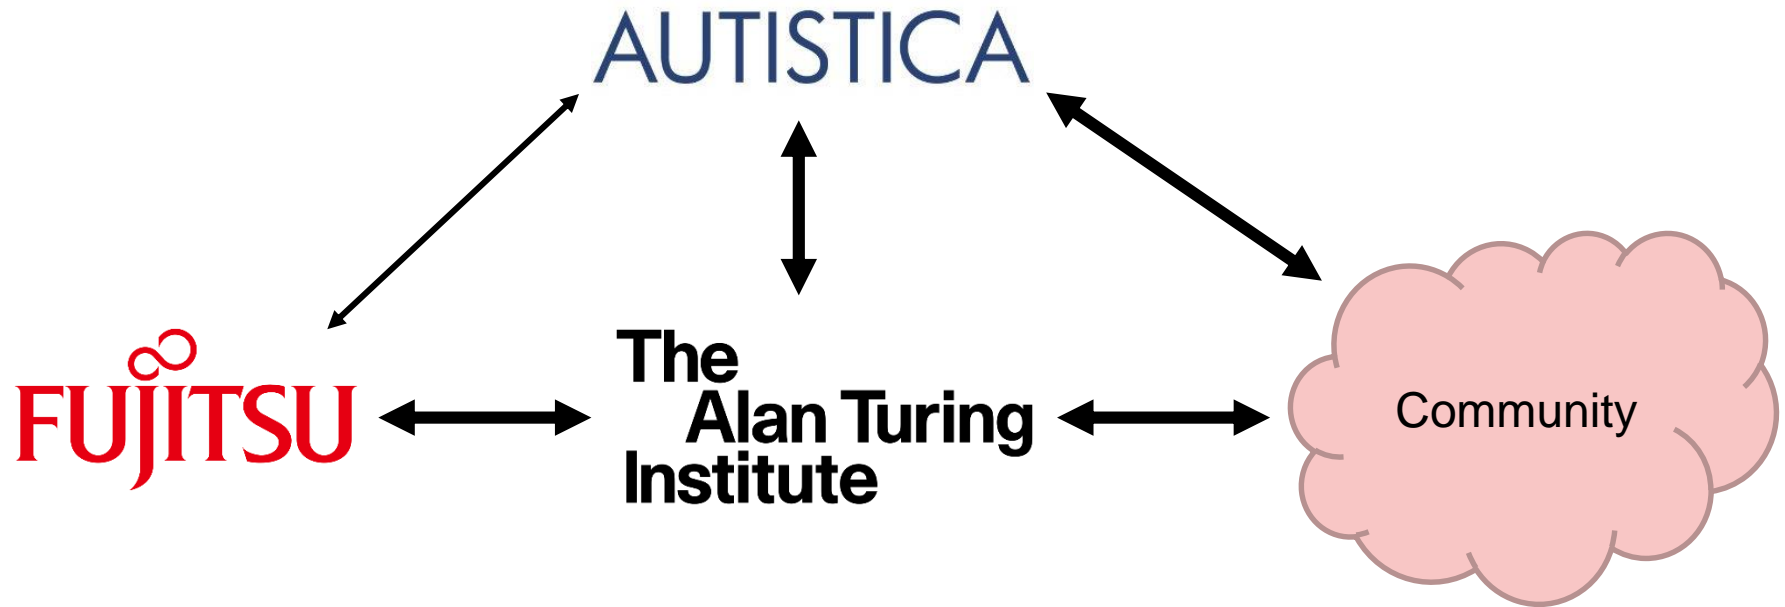 AUTISTICA
FUJITSU
The
Alan Turing
Institute
Community